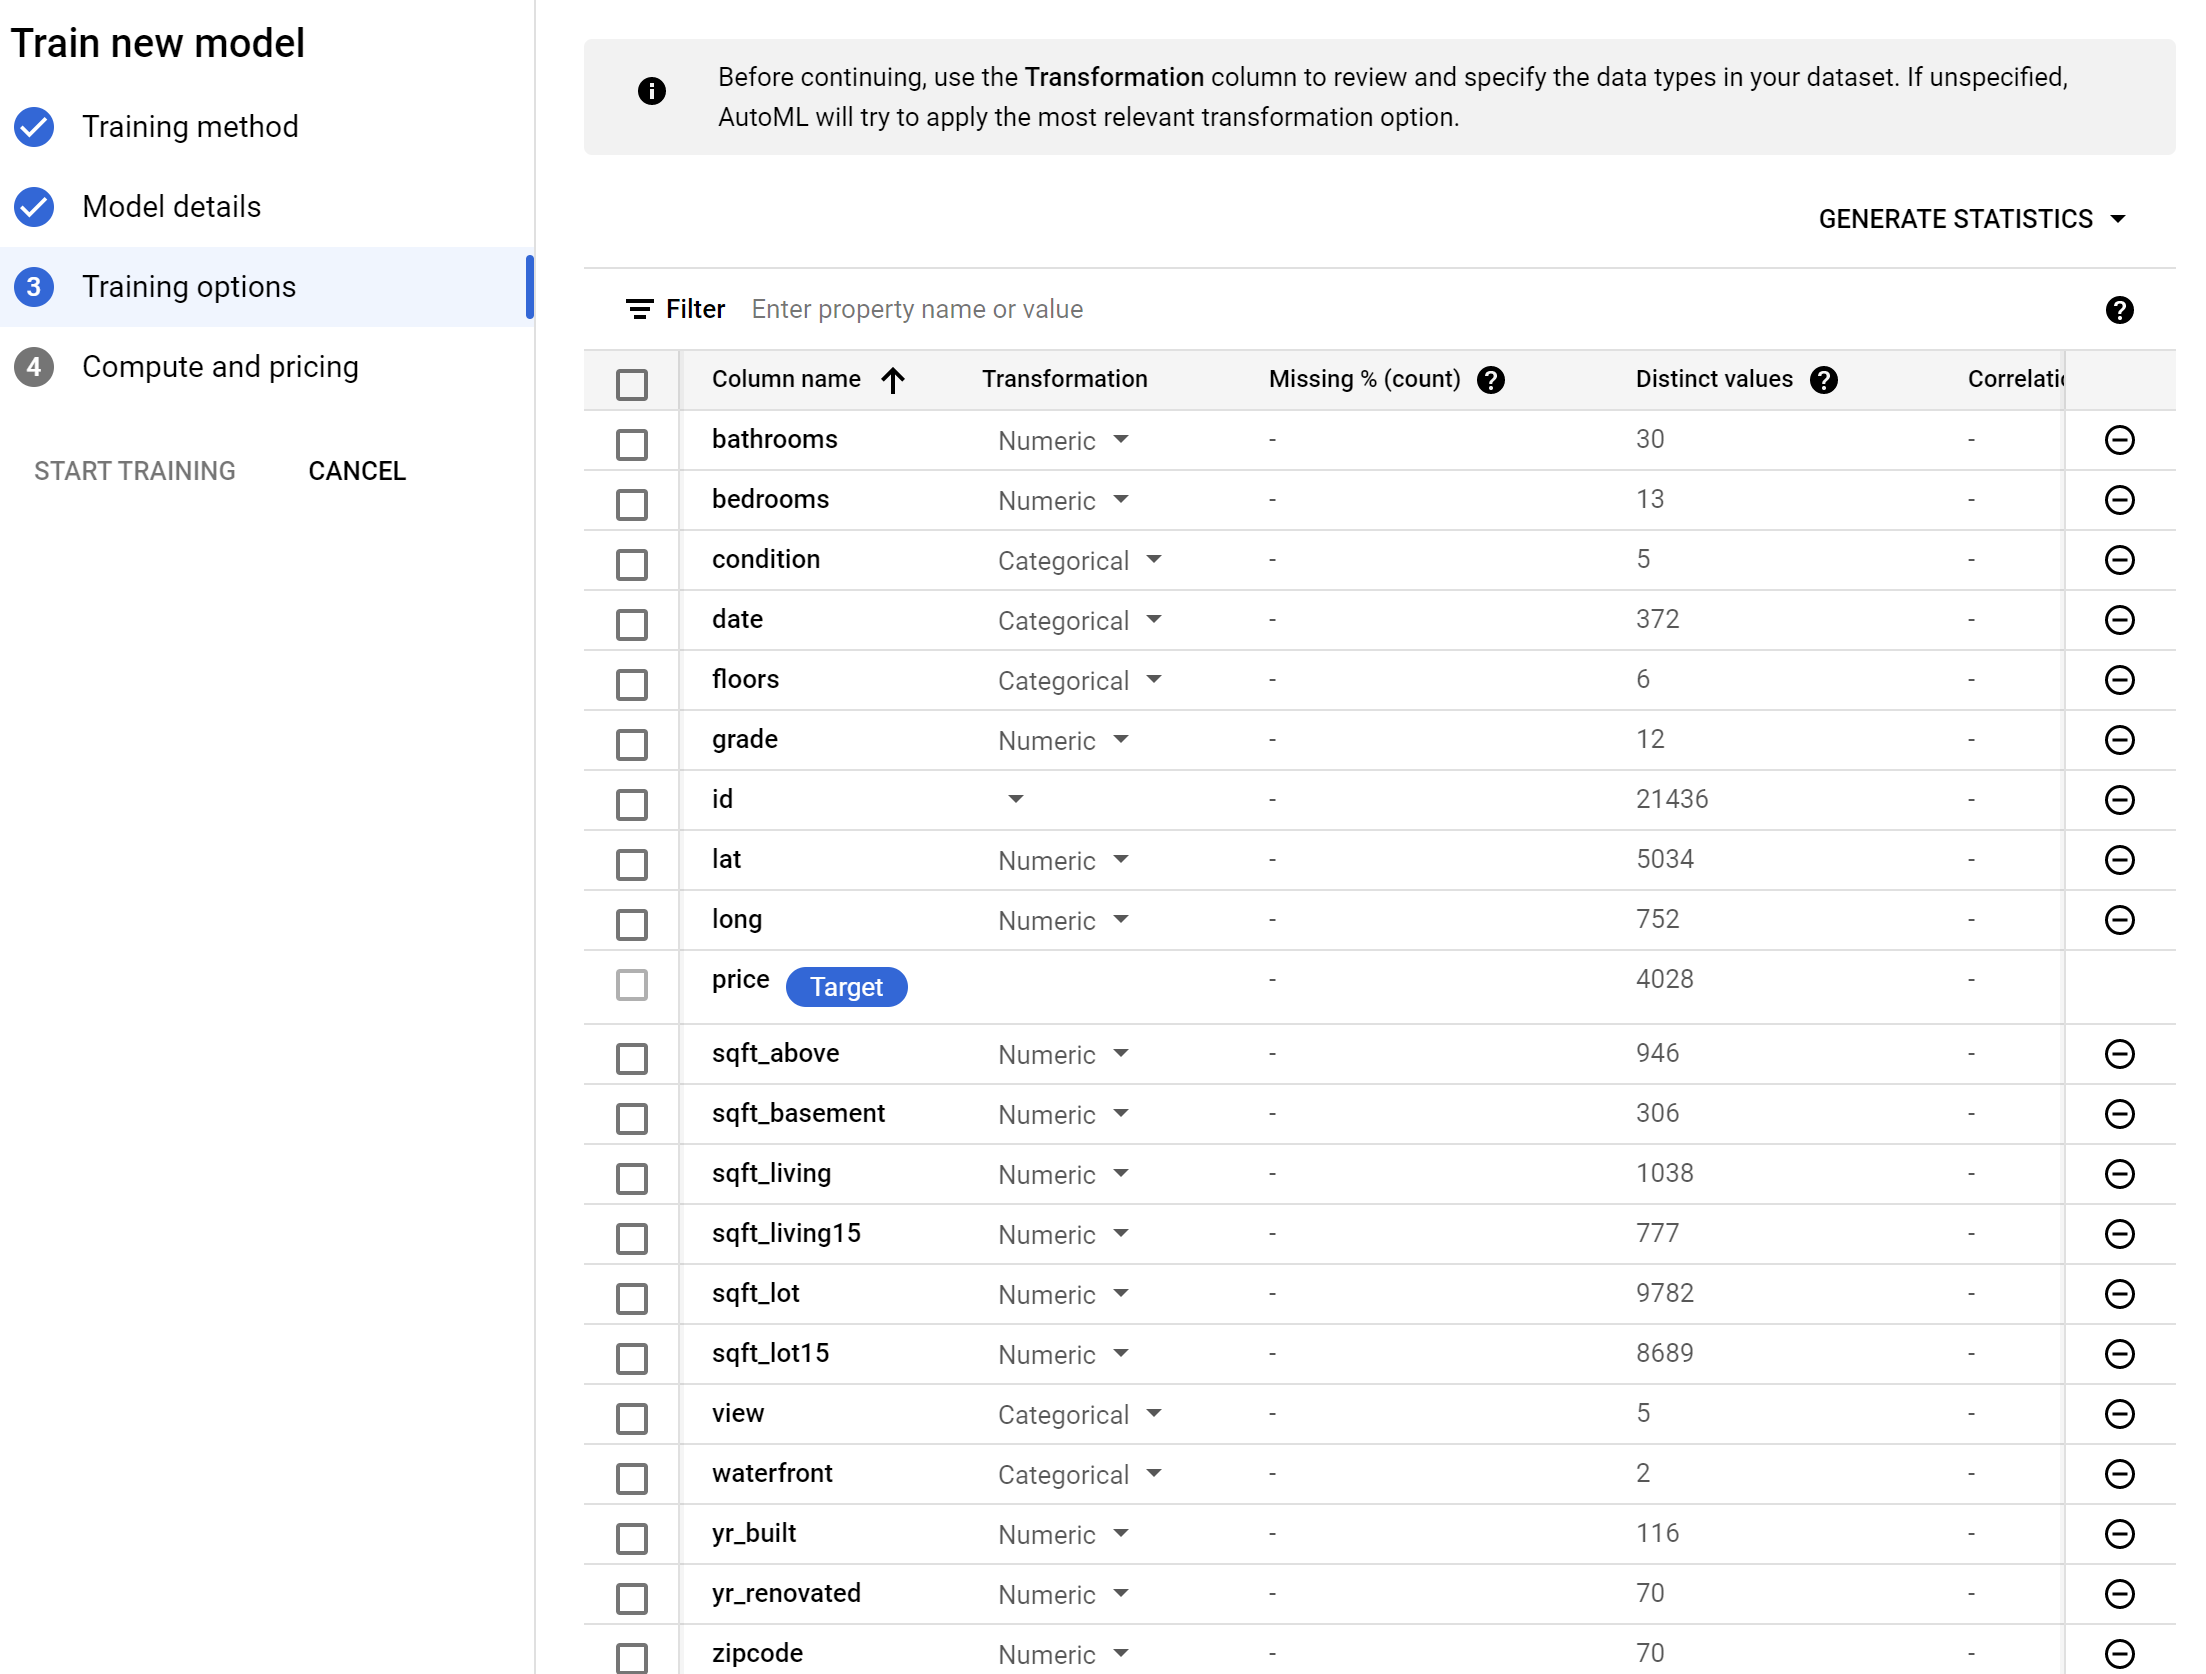 Train new model
Training method
Model details
3 Training options
4 Compute and pricing
START TRAINING CANCEL
Before continuing, use the Transformation column to review and specify the data types in your dataset. If unspecified,
AutoML will try to apply the most relevant transformation option.
GENERATE STATISTICS
Filter Enter property name or value
Column name Transformation Missing % (count) Distinct values Correlatio
bathrooms Numeric - 30 -
bedrooms Numeric - 13 -
condition Categorical - 5 -
date Categorical - 372 -
floors Categorical - 6 -
grade Numeric - 12 -
id - 21436 -
lat Numeric - 5034 -
long Numeric - 752 -
price Target - 4028 -
sqft_above Numeric - 946 -
sqft_basement Numeric - 306 -
sqft_living Numeric - 1038 -
sqft_living15 Numeric - 777 -
sqft_lot Numeric - 9782 -
sqft_lot15 Numeric - 8689 -
view Categorical - 5 -
waterfront Categorical - 2 -
yr_built Numeric - 116 -
yr_renovated Numeric - 70 -
zipcode Numeric - 70 -